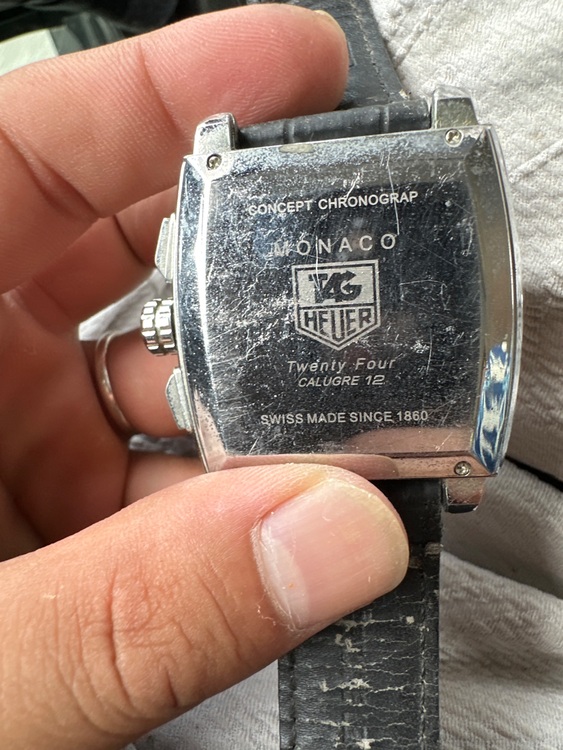 CONCEPT CHRONOGRAP
MONACO
TAG
HEUER
Twenty Four
CALUGRE 12
SWISS MADE SINCE 1860